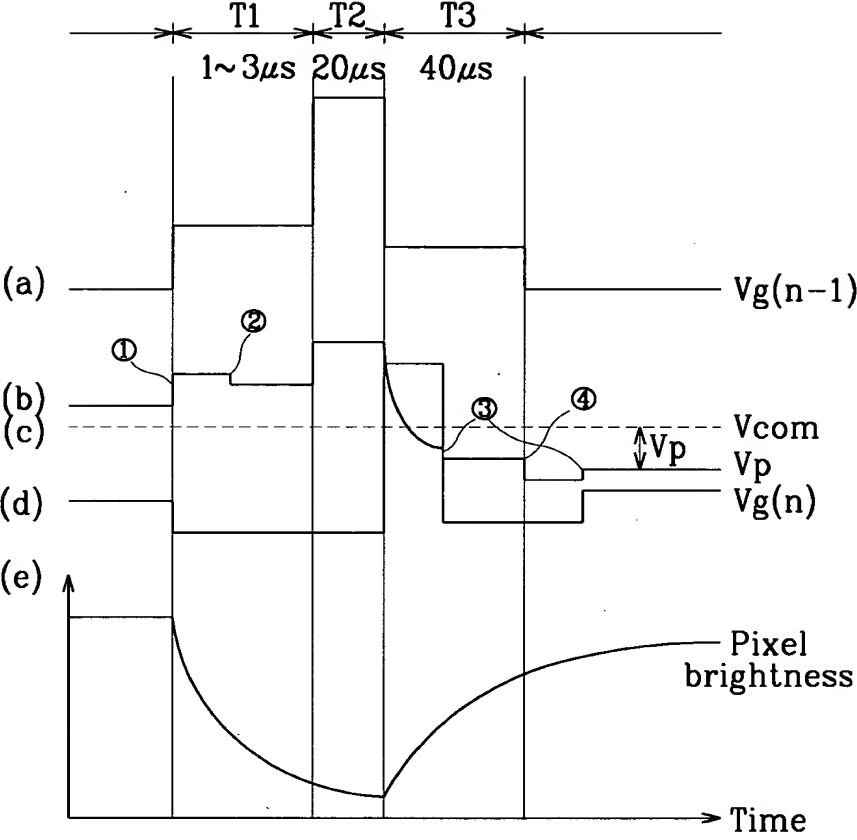 T1 T2 T3
1~3μs 20μs 40μs
(a) Vg(n-1)
① ②
(b)
③ ④
(c) Vcom
Vp
Vp
(d) Vg(n)
(e)
Pixel
brightness
Time